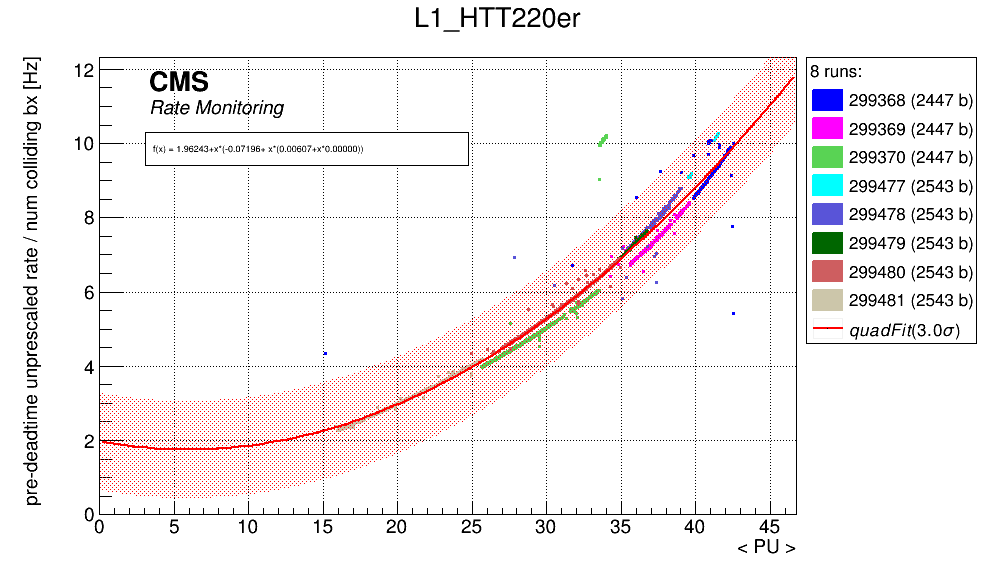 L1_HTT220er
pre-deadtime unprescaled rate / num colliding bx [Hz]
CMS
Rate Monitoring
f(x) = 1.96243+x*(-0.07196+ x*(0.00607+x*0.00000))
12
10
8
6
4
2
0
0 5 10 15 20 25 30 35 40 45
< PU >
8 runs:
299368 (2447 b)
299369 (2447 b)
299370 (2447 b)
299477 (2543 b)
299478 (2543 b)
299479 (2543 b)
299480 (2543 b)
299481 (2543 b)
quadFit(3.0σ)